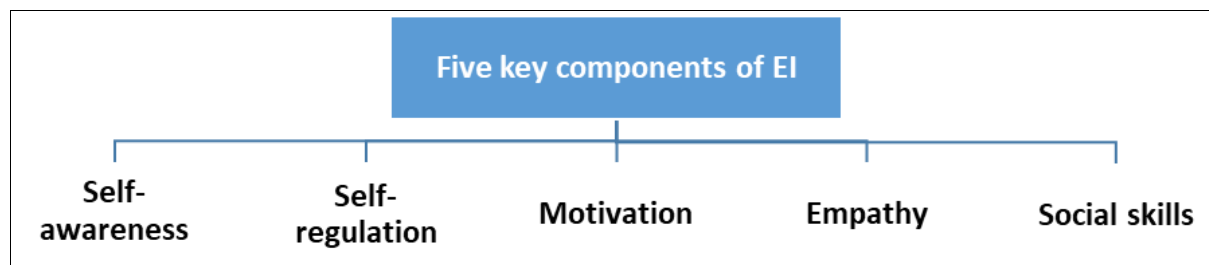 Five key components of EI
Self-
awareness
Self-
regulation
Motivation
Empathy
Social skills